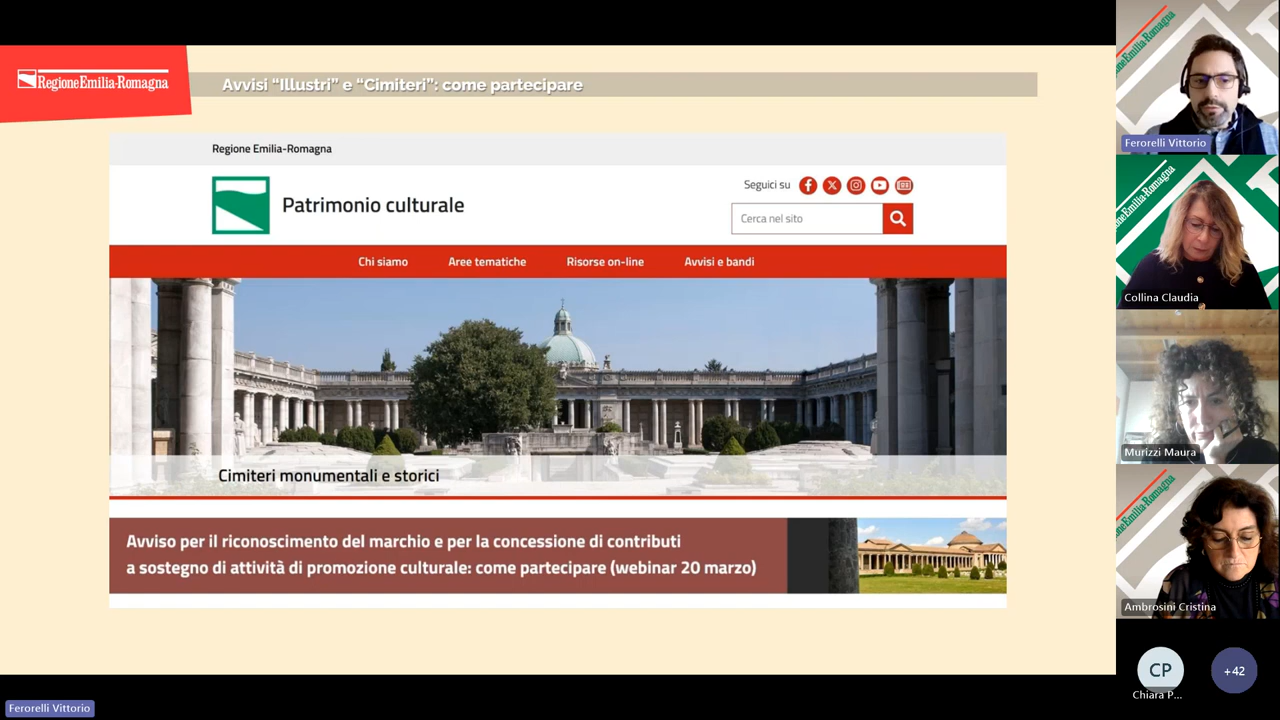 RegioneEmilia-Romagna
Avvisi “Illustri” e “Cimiteri”: come partecipare
Regione Emilia-Romagna
Patrimonio culturale
Seguici su
Cerca nel sito
Chi siamo
Aree tematiche
Risorse on-line
Avvisi e bandi
Cimiteri monumentali e storici
Avviso per il riconoscimento del marchio e per la concessione di contributi
a sostegno di attività di promozione culturale: come partecipare (webinar 20 marzo)
Ferorelli Vittorio
RegioneEmilia-Romagna
Ferorelli Vittorio
Collina Claudia
Murizzi Maura
Ambrosini Cristina
CP
+42
Chiara P...